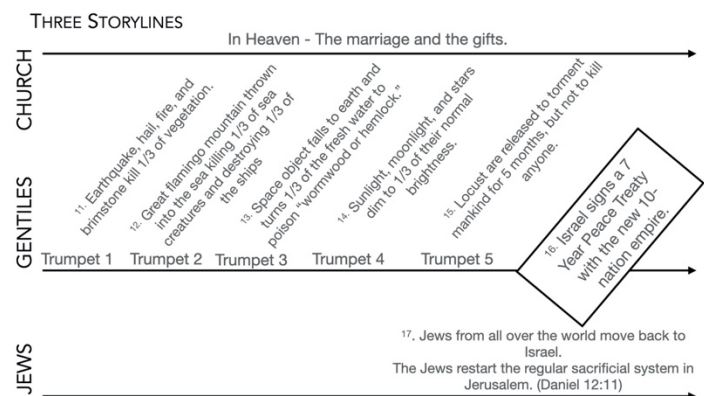 THREE STORYLINES
CHURCH
In Heaven - The marriage and the gifts.
GENTILES
11. Earthquake, hail, fire, and
brimstone kill 1/3 of vegetation.
12. Great flamingo mountain thrown
into the sea killing 1/3 of sea
creatures and destroying 1/3 of
the ships
13. Space object falls to earth and
turns 1/3 of the fresh water to
poison "wormwood or hemlock."
14. Sunlight, moonlight, and stars
dim to 1/3 of their normal
brightness.
15. Locust are released to torment
mankind for 5 months, but not to kill
anyone.
16. Israel signs a 7
Year Peace Treaty
with the new 10-
nation empire.
Trumpet 1
Trumpet 2
Trumpet 3
Trumpet 4
Trumpet 5
JEWS
17. Jews from all over the world move back to
Israel.
The Jews restart the regular sacrificial system in
Jerusalem. (Daniel 12:11)